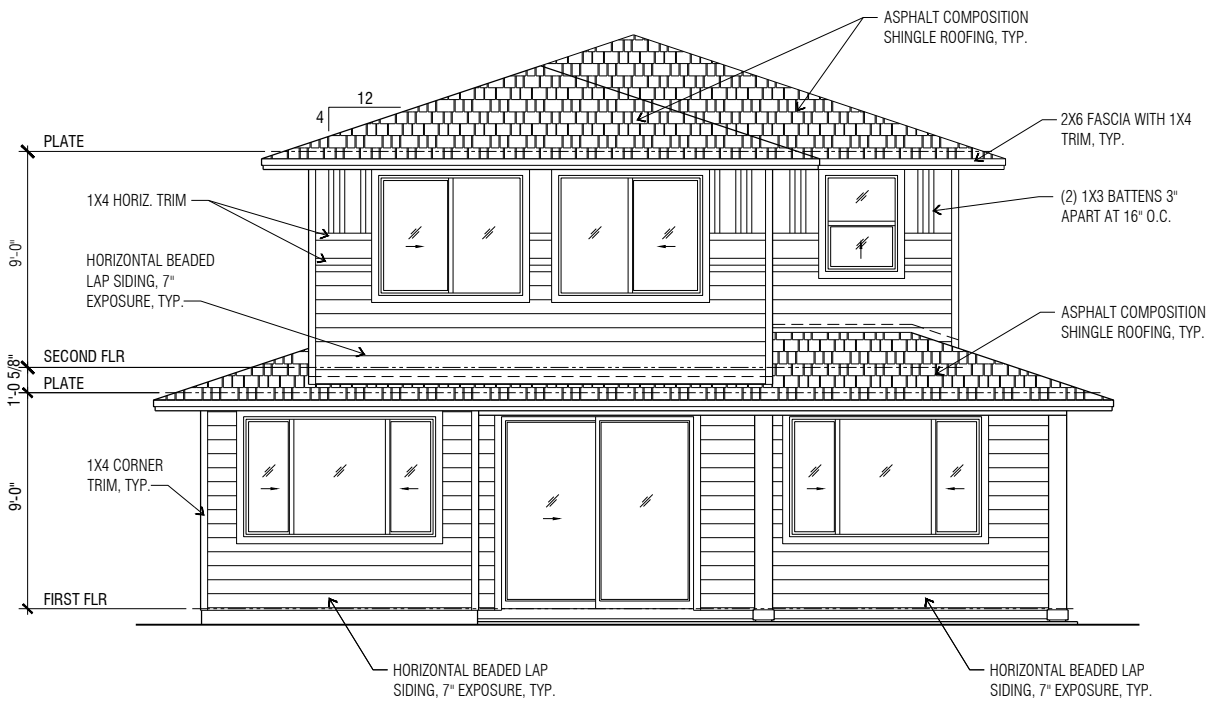 ASPHALT COMPOSITION
SHINGLE ROOFING, TYP.
12
4
PLATE
2X6 FASCIA WITH 1X4
TRIM, TYP.
1X4 HORIZ. TRIM
(2) 1X3 BATTENS 3"
APART AT 16" O.C.
9'-0"
HORIZONTAL BEADED
LAP SIDING, 7"
EXPOSURE, TYP.
ASPHALT COMPOSITION
SHINGLE ROOFING, TYP.
SECOND FLR
1'-0 5/8"
PLATE
1X4 CORNER
TRIM, TYP.
9'-0"
FIRST FLR
HORIZONTAL BEADED LAP
SIDING, 7" EXPOSURE, TYP.
HORIZONTAL BEADED LAP
SIDING, 7" EXPOSURE, TYP.